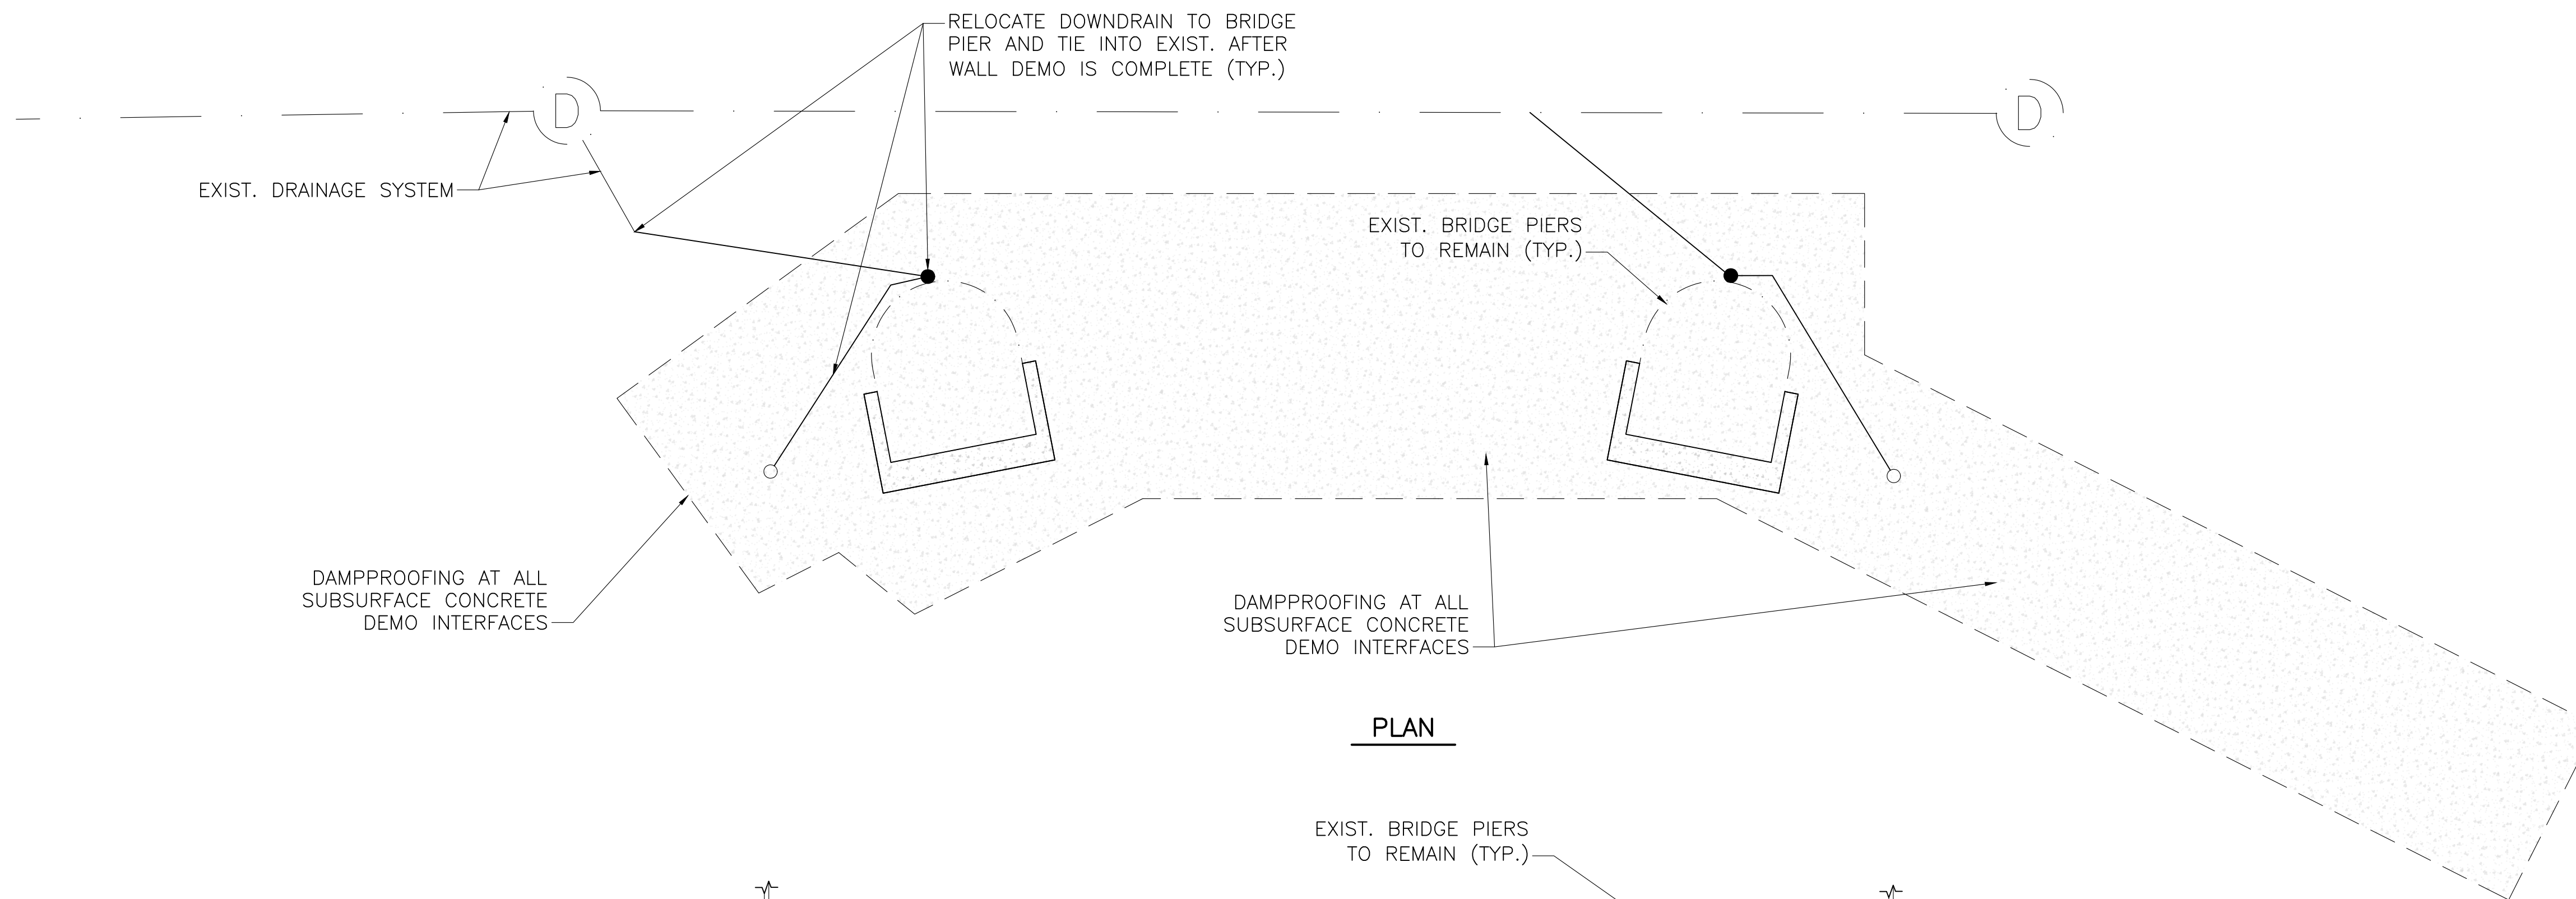 RELOCATE DOWNDRAIN TO BRIDGE
PIER AND TIE INTO EXIST. AFTER
WALL DEMO IS COMPLETE (TYP.)
D
D
EXIST. DRAINAGE SYSTEM
EXIST. BRIDGE PIERS
TO REMAIN (TYP.)
DAMPPROOFING AT ALL
SUBSURFACE CONCRETE
DEMO INTERFACES
DAMPPROOFING AT ALL
SUBSURFACE CONCRETE
DEMO INTERFACES
PLAN
EXIST. BRIDGE PIERS
TO REMAIN (TYP.)